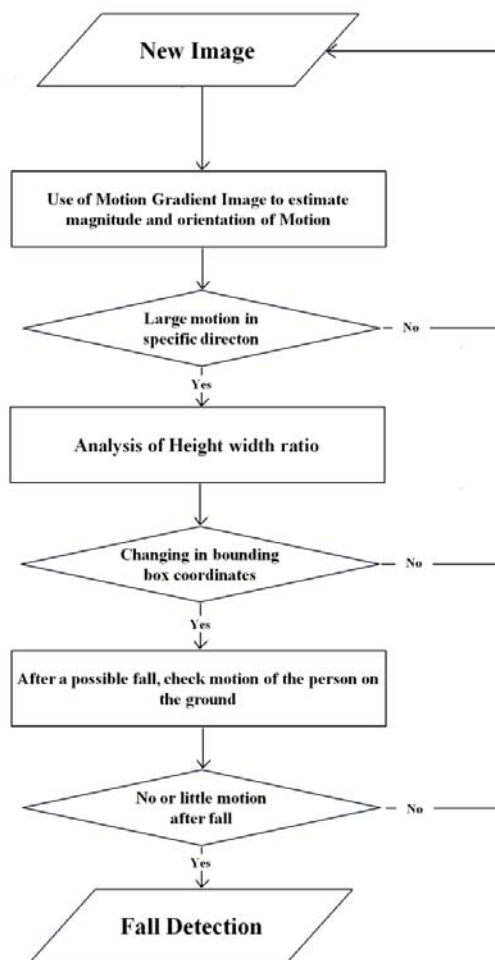 New Image
Use of Motion Gradient Image to estimate
magnitude and orientation of Motion
Large motion in
specific directon
No
Yes
Analysis of Height width ratio
Changing in bounding
box coordinates
No
Yes
After a possible fall, check motion of the person on
the ground
No or little motion
after fall
No
Yes
Fall Detection